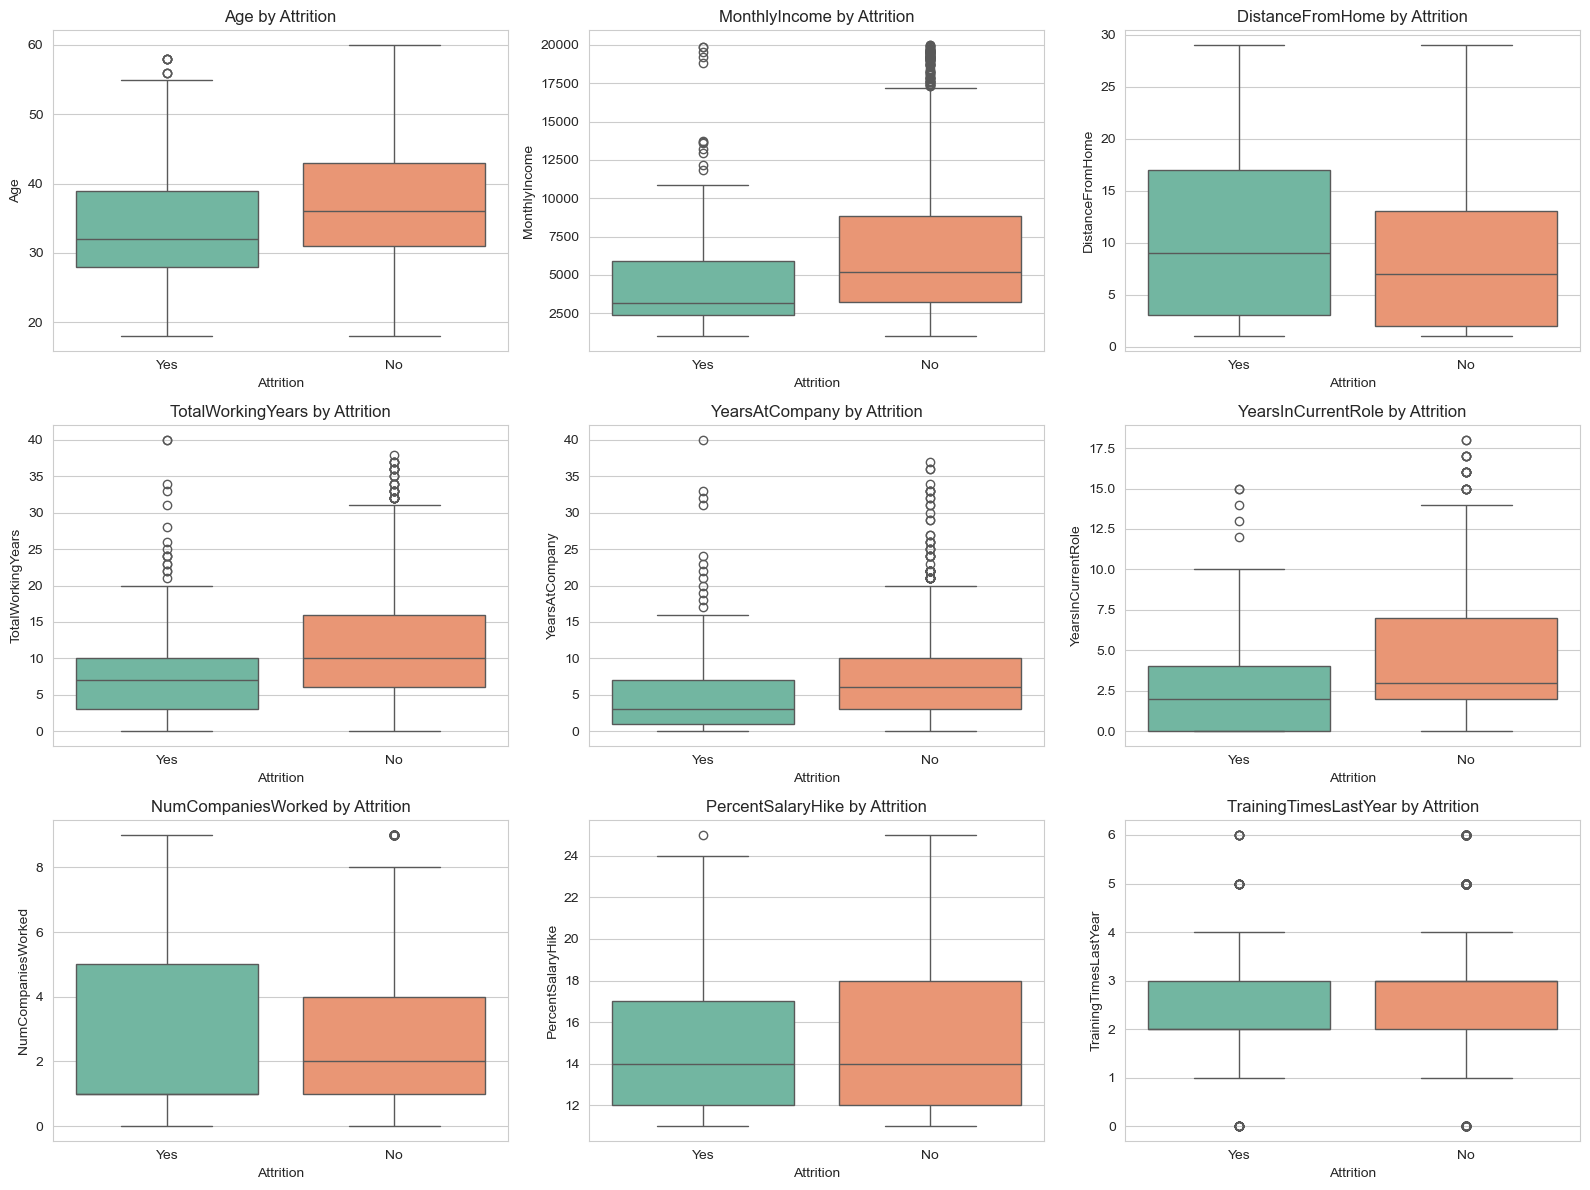 Age by Attrition
60
50
40
30
20
Age
Yes
No
Attrition
MonthlyIncome by Attrition
20000
17500
15000
12500
10000
7500
5000
2500
MonthlyIncome
Yes
No
Attrition
DistanceFromHome by Attrition
30
25
20
15
10
5
0
DistanceFromHome
Yes
No
Attrition
TotalWorkingYears by Attrition
40
35
30
25
20
15
10
5
0
TotalWorkingYears
Yes
No
Attrition
YearsAtCompany by Attrition
40
35
30
25
20
15
10
5
0
YearsAtCompany
Yes
No
Attrition
YearsInCurrentRole by Attrition
17.5
15.0
12.5
10.0
7.5
5.0
2.5
0.0
YearsInCurrentRole
Yes
No
Attrition
NumCompaniesWorked by Attrition
8
6
4
2
0
NumCompaniesWorked
Yes
No
Attrition
PercentSalaryHike by Attrition
24
22
20
18
16
14
12
PercentSalaryHike
Yes
No
Attrition
TrainingTimesLastYear by Attrition
6
5
4
3
2
1
0
TrainingTimesLastYear
Yes
No
Attrition